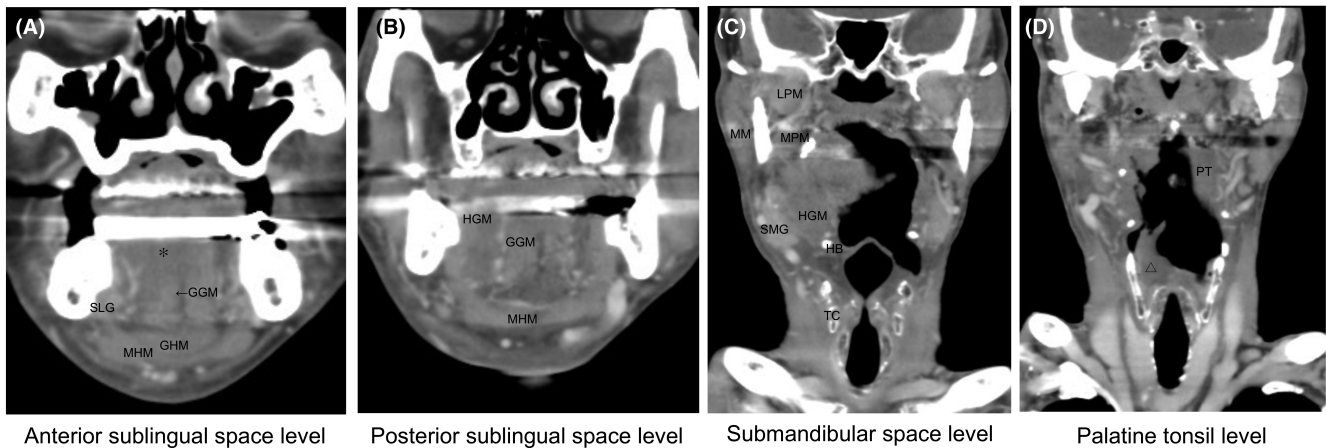 (A)
*
←GGM
SLG
MHM GHM
Anterior sublingual space level
(B)
HGM
GGM
MHM
Posterior sublingual space level
(C)
LPM
MM
MPM
HGM
SMG
HB
TC
Submandibular space level
(D)
PT
△
Palatine tonsil level